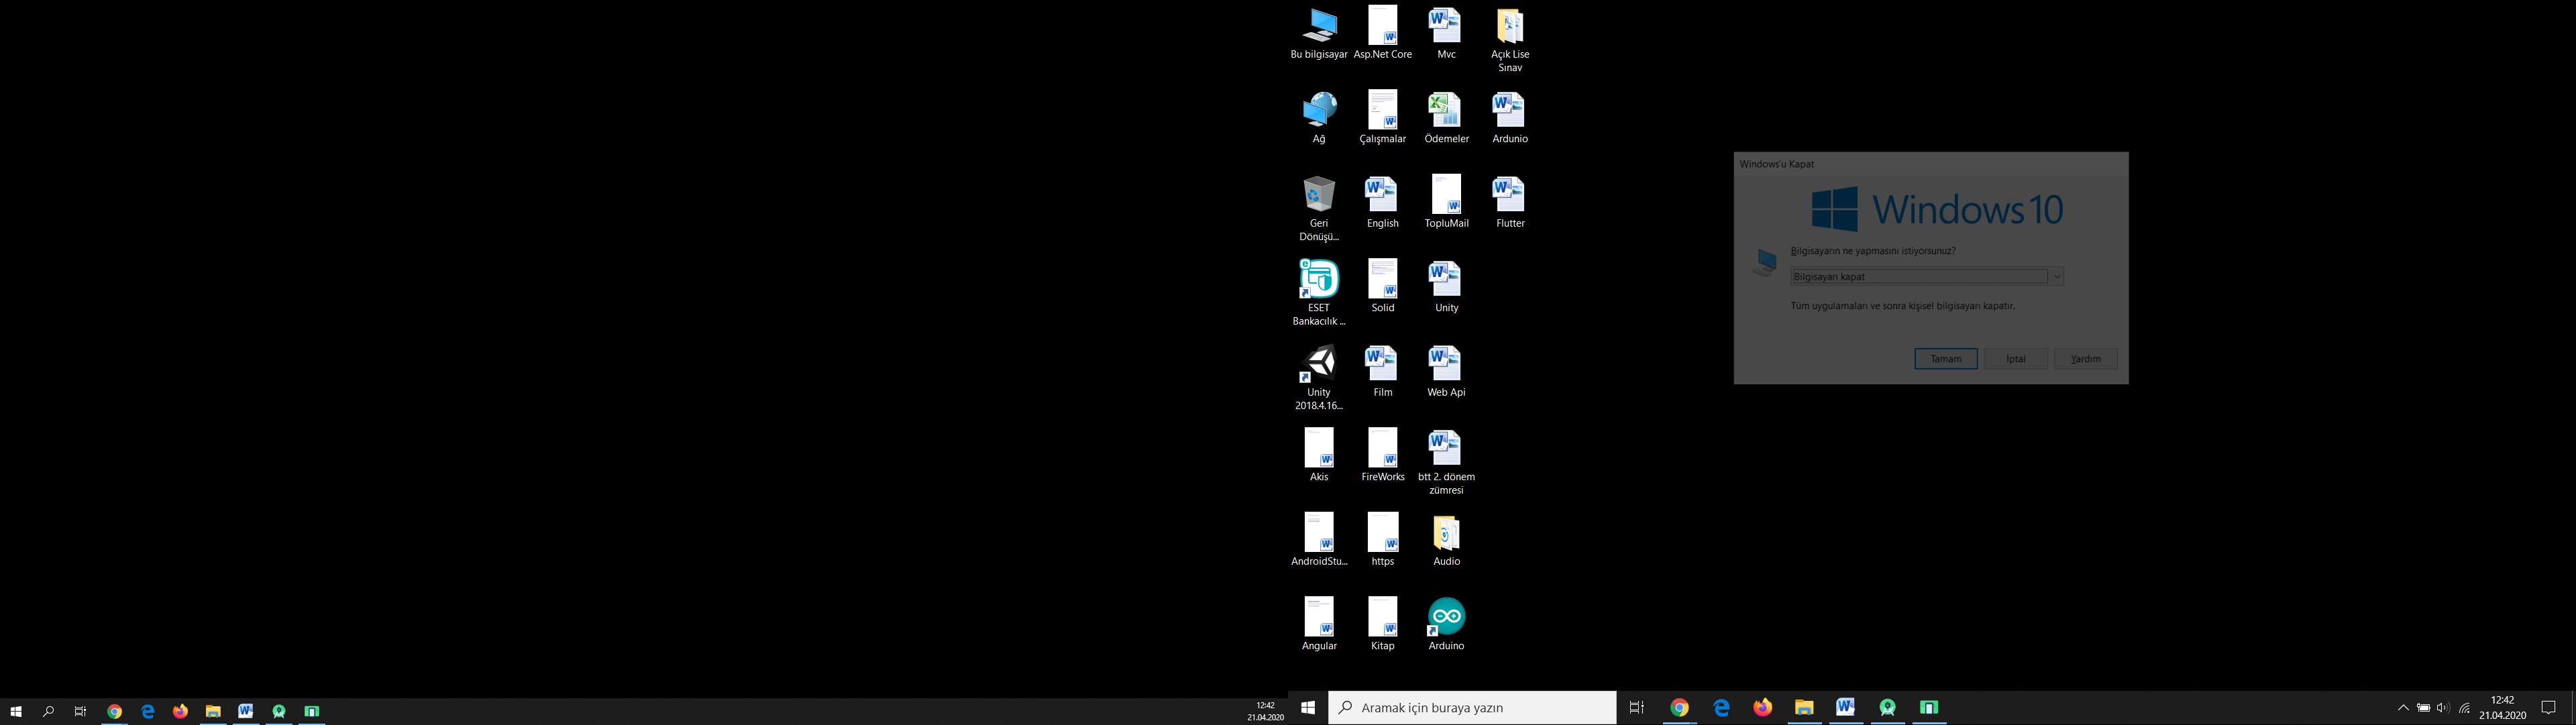 Bu bilgisayar
Asp.Net Core
Mvc
Açık Lise
Sınav
Ağ
Çalışmalar
Ödemeler
Ardunio
Geri
Dönüşü...
English
TopluMail
Flutter
ESET
Bankacılık ...
Solid
Unity
Unity
2018.4.16...
Film
Web Api
Akis
FireWorks
btt 2. dönem
zümresi
AndroidStu...
https
Audio
Angular
Kitap
Arduino
Windows'u Kapat
Windows 10
Bilgisayarın ne yapmasını istiyorsunuz?
Bilgisayarı kapat
Tüm uygulamaları ve sonra kişisel bilgisayarı kapatır.
Tamam
İptal
Yardım
12:42
21.04.2020
Aramak için buraya yazın
12:42
21.04.2020